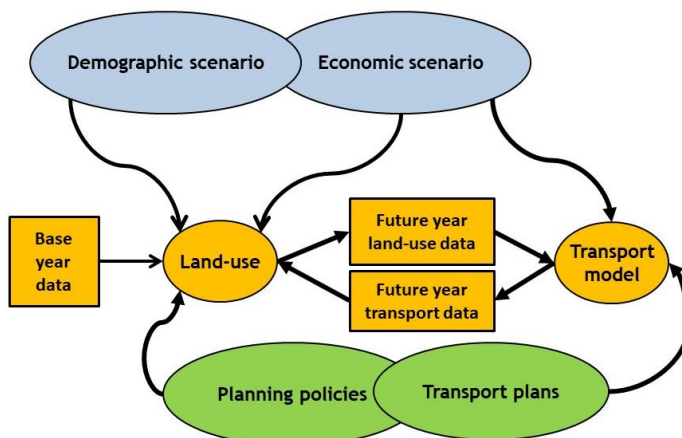 Demographic scenario
Economic scenario
Base
year
data
Land-use
Future year
land-use data
Future year
transport data
Transport
model
Planning policies
Transport plans